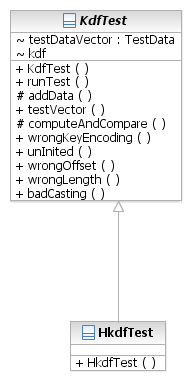 KdfTest
~ testDataVector : TestData
~ kdf
+ KdfTest ( )
+ runTest ( )
# addData ( )
+ testVector ( )
# computeAndCompare ( )
+ wrongKeyEncoding ( )
+ unInited ( )
+ wrongOffset ( )
+ wrongLength ( )
+ badCasting ( )
HkdfTest
+ HkdfTest ( )